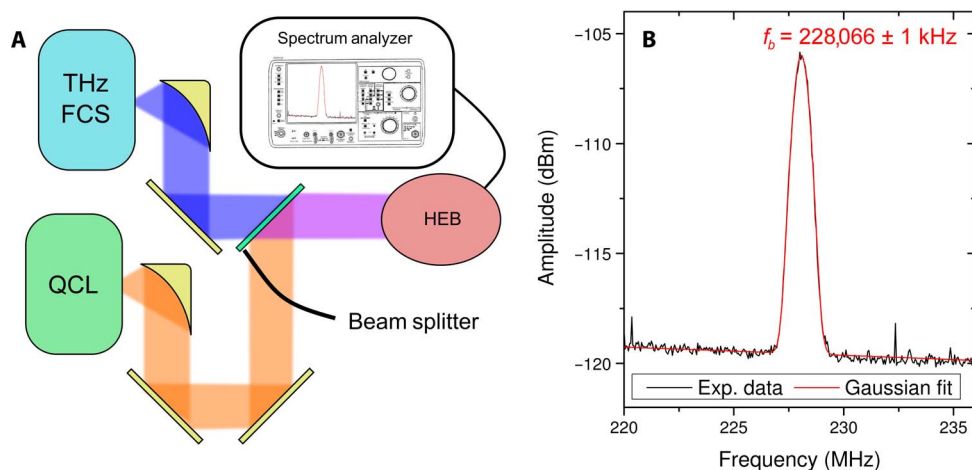 A
THz
FCS
Spectrum analyzer
HEB
QCL
Beam splitter
B
f_b = 228,066 ± 1 kHz
Amplitude (dBm)
−105
−110
−115
−120
Exp. data
Gaussian fit
220
225
230
235
Frequency (MHz)